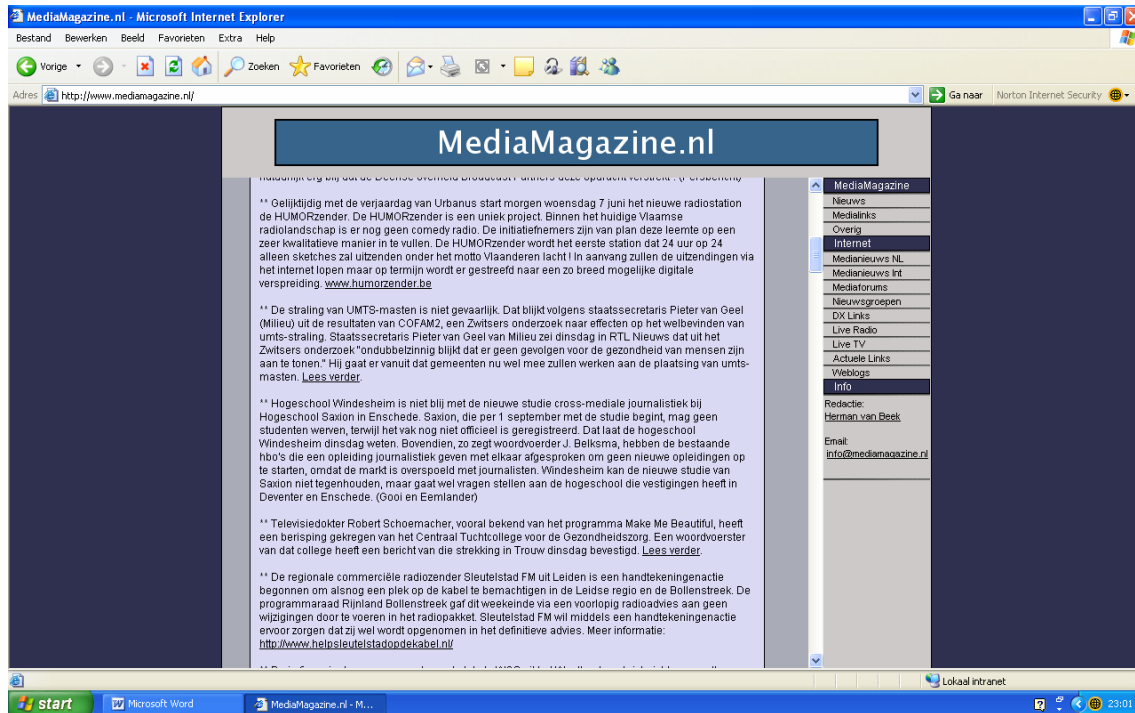 MediaMagazine.nl - Microsoft Internet Explorer
Bestand Bewerken Beeld Favorieten Extra Help
Vorige Zoeken Favorieten
Adres http://www.mediamagazine.nl/ Ga naar Norton Internet Security
MediaMagazine.nl
natuurlijk erg blij dat de Deense overheid Broadcast Partners deze opdracht verstrekt". (Persbericht)
** Gelijktijdig met de verjaardag van Urbanus start morgen woensdag 7 juni het nieuwe radiostation
de HUMORzender. De HUMORzender is een uniek project. Binnen het huidige Vlaamse
radiolandschap is er nog geen comedy radio. De initiatiefnemers zijn van plan deze leemte op een
zeer kwalitatieve manier in te vullen. De HUMORzender wordt het eerste station dat 24 uur op 24
alleen sketches zal uitzenden onder het motto Vlaanderen lacht ! In aanvang zullen de uitzendingen via
het internet lopen maar op termijn wordt er gestreefd naar een zo breed mogelijke digitale
verspreiding. www.humorzender.be
** De straling van UMTS-masten is niet gevaarlijk. Dat blijkt volgens staatssecretaris Pieter van Geel
(Milieu) uit de resultaten van COFAM2, een Zwitsers onderzoek naar effecten op het welbevinden van
umts-straling. Staatssecretaris Pieter van Geel van Milieu zei dinsdag in RTL Nieuws dat uit het
Zwitsers onderzoek "ondubbelzinnig blijkt dat er geen gevolgen voor de gezondheid van mensen zijn
aan te tonen." Hij gaat er vanuit dat gemeenten nu wel mee zullen werken aan de plaatsing van umts-
masten. Lees verder.
** Hogeschool Windesheim is niet blij met de nieuwe studie cross-mediale journalistiek bij
Hogeschool Saxion in Enschede. Saxion, die per 1 september met de studie begint, mag geen
studenten werven, terwijl het vak nog niet officieel is geregistreerd. Dat laat de hogeschool
Windesheim dinsdag weten. Bovendien, zo zegt woordvoerder J. Belksma, hebben de bestaande
hbo's die een opleiding journalistiek geven met elkaar afgesproken om geen nieuwe opleidingen op
te starten, omdat de markt is overspoeld met journalisten. Windesheim kan de nieuwe studie van
Saxion niet tegenhouden, maar gaat wel vragen stellen aan de hogeschool die vestigingen heeft in
Deventer en Enschede. (Gooi en Eemlander)
** Televisiedokter Robert Schoemacher, vooral bekend van het programma Make Me Beautiful, heeft
een berisping gekregen van het Centraal Tuchtcollege voor de Gezondheidszorg. Een woordvoerster
van dat college heeft een bericht van die strekking in Trouw dinsdag bevestigd. Lees verder.
** De regionale commerciële radiozender Sleutelstad FM uit Leiden is een handtekeningenactie
begonnen om alsnog een plek op de kabel te bemachtigen in de Leidse regio en de Bollenstreek. De
programmaraad Rijnland Bollenstreek gaf dit weekeinde via een voorlopig radioadvies aan geen
wijzigingen door te voeren in het radiopakket. Sleutelstad FM wil middels een handtekeningenactie
ervoor zorgen dat zij wel wordt opgenomen in het definitieve advies. Meer informatie:
http://www.helpsleutelstadopdekabel.nl/
MediaMagazine
Nieuws
Medialinks
Overig
Internet
Medianieuws NL
Medianieuws Int
Mediaforums
Nieuwsgroepen
DX Links
Live Radio
Live TV
Actuele Links
Weblogs
Info
Redactie:
Herman van Beek
Email:
info@mediamagazine.nl
Lokaal intranet
start Microsoft Word MediaMagazine.nl - M... 23:01